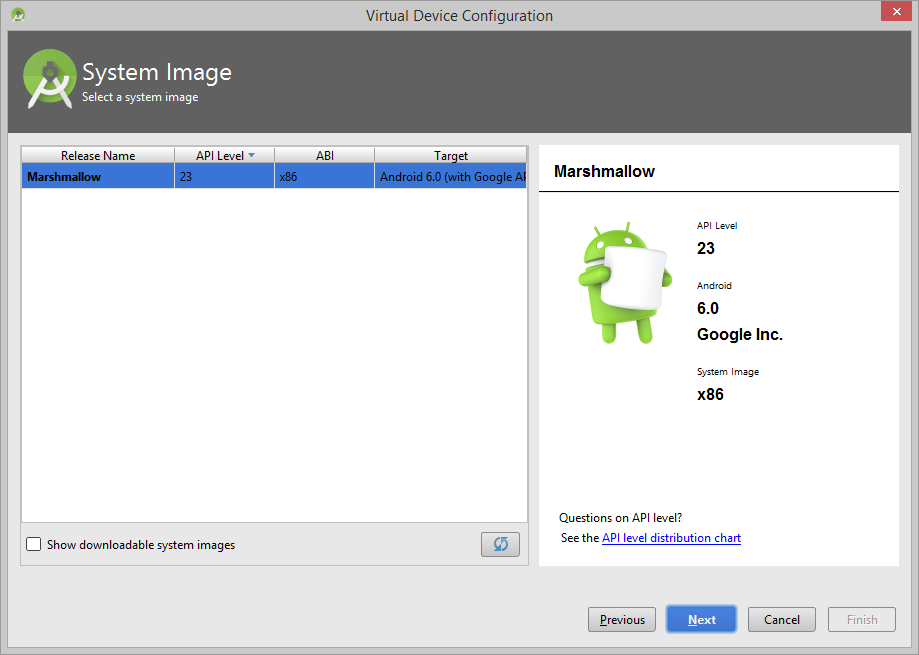 Virtual Device Configuration
System Image
Select a system image
Release Name API Level ABI Target
Marshmallow 23 x86 Android 6.0 (with Google AP
Show downloadable system images
Marshmallow
API Level
23
Android
6.0
Google Inc.
System Image
x86
Questions on API level?
See the API level distribution chart
Previous Next Cancel Finish